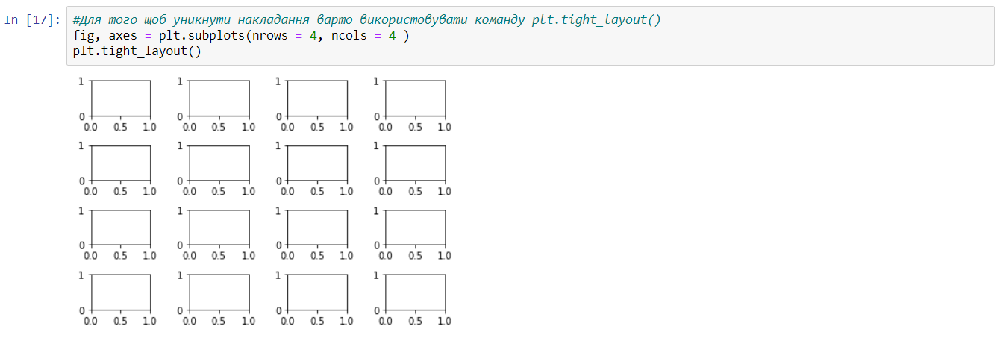 In [17]: #Для того щоб уникнути накладання варто використовувати команду plt.tight_layout()
fig, axes = plt.subplots(nrows = 4, ncols = 4 )
plt.tight_layout()
1 1 1 1
0 0 0 0
0.0 0.5 1.0 0.0 0.5 1.0 0.0 0.5 1.0 0.0 0.5 1.0
1 1 1 1
0 0 0 0
0.0 0.5 1.0 0.0 0.5 1.0 0.0 0.5 1.0 0.0 0.5 1.0
1 1 1 1
0 0 0 0
0.0 0.5 1.0 0.0 0.5 1.0 0.0 0.5 1.0 0.0 0.5 1.0
1 1 1 1
0 0 0 0
0.0 0.5 1.0 0.0 0.5 1.0 0.0 0.5 1.0 0.0 0.5 1.0